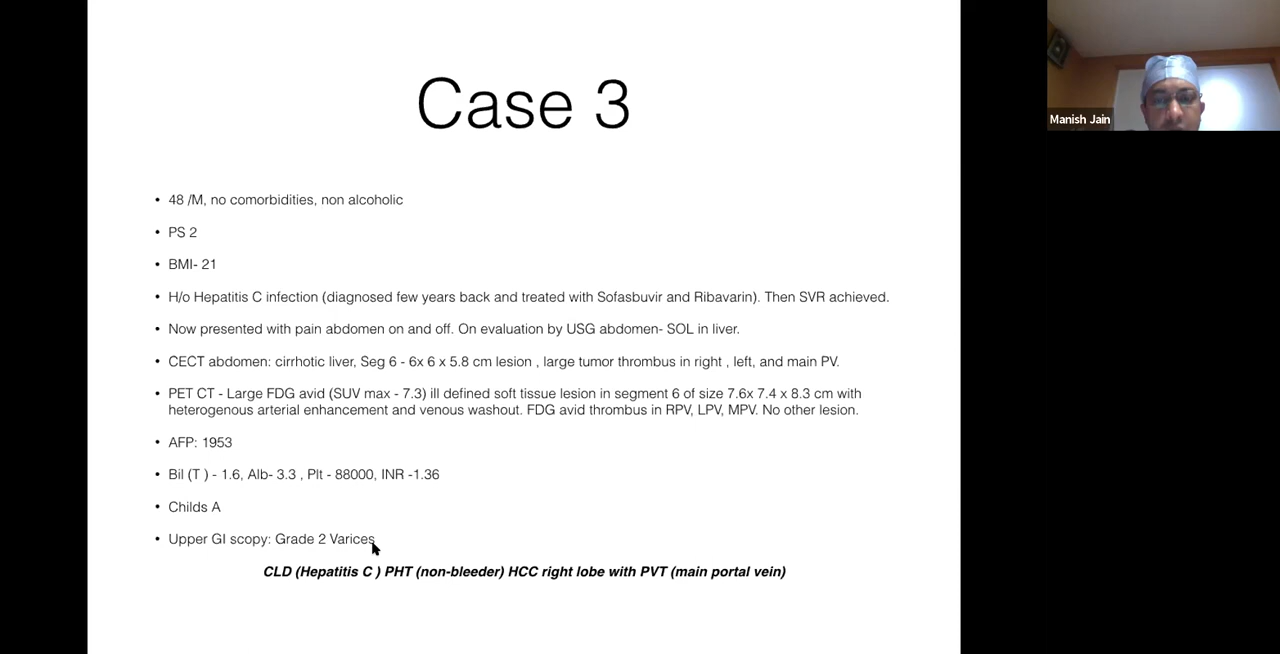 Case 3
• 48 /M, no comorbidities, non alcoholic
• PS 2
• BMI- 21
• H/o Hepatitis C infection (diagnosed few years back and treated with Sofasbuvir and Ribavarin). Then SVR achieved.
• Now presented with pain abdomen on and off. On evaluation by USG abdomen- SOL in liver.
• CECT abdomen: cirrhotic liver, Seg 6 - 6x 6 x 5.8 cm lesion , large tumor thrombus in right , left, and main PV.
• PET CT - Large FDG avid (SUV max - 7.3) ill defined soft tissue lesion in segment 6 of size 7.6x 7.4 x 8.3 cm with
heterogenous arterial enhancement and venous washout. FDG avid thrombus in RPV, LPV, MPV. No other lesion.
• AFP: 1953
• Bil (T ) - 1.6, Alb- 3.3 , Plt - 88000, INR -1.36
• Childs A
• Upper GI scopy: Grade 2 Varices
CLD (Hepatitis C ) PHT (non-bleeder) HCC right lobe with PVT (main portal vein)
Manish Jain